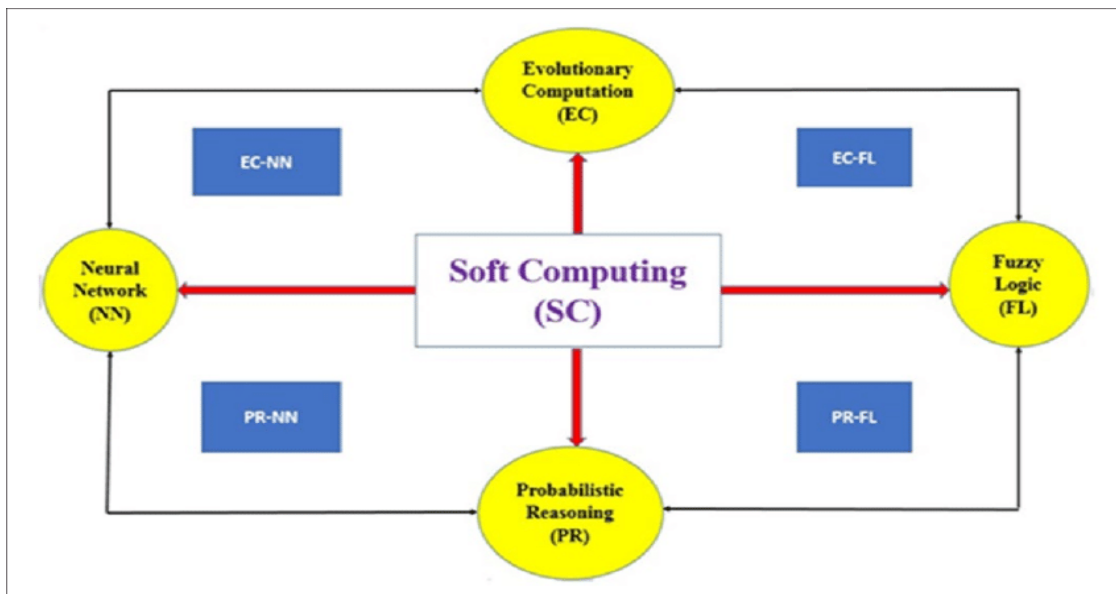 Evolutionary
Computation
(EC)
EC-NN
EC-FL
Neural
Network
(NN)
Soft Computing
(SC)
Fuzzy
Logic
(FL)
PR-NN
PR-FL
Probabilistic
Reasoning
(PR)